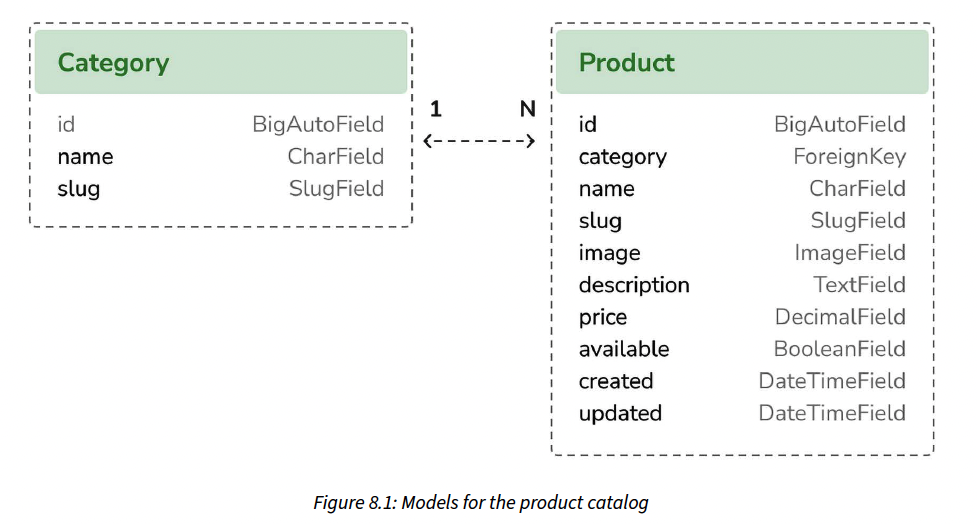 Category
id BigAutoField
name CharField
slug SlugField
1 N
Product
id BigAutoField
category ForeignKey
name CharField
slug SlugField
image ImageField
description TextField
price DecimalField
available BooleanField
created DateTimeField
updated DateTimeField
Figure 8.1: Models for the product catalog